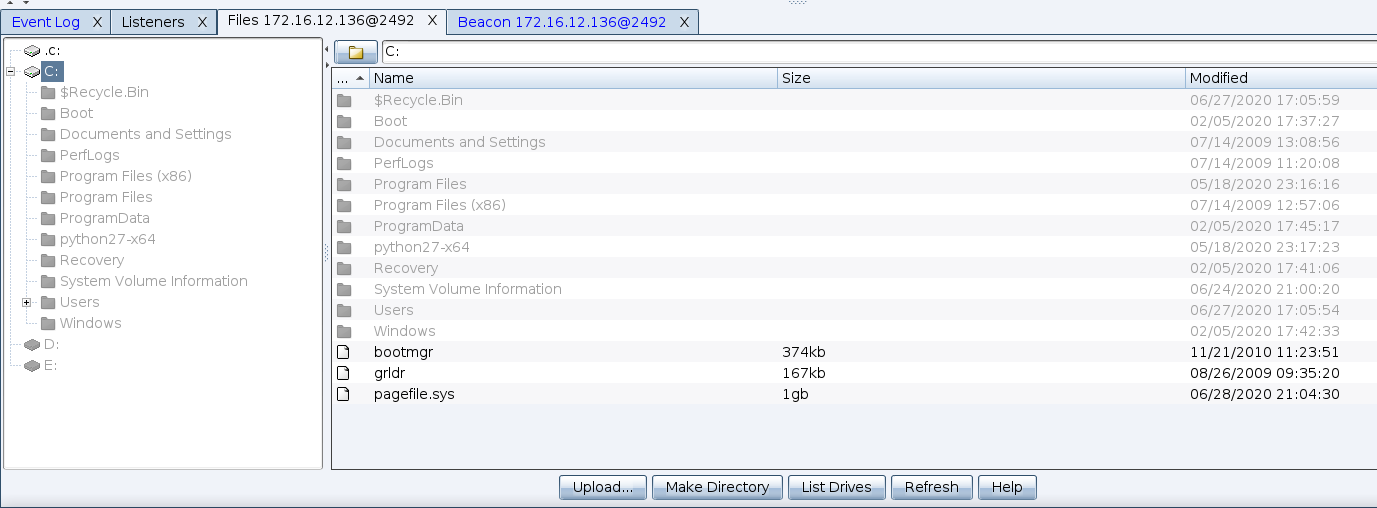 Event Log X Listeners X Files 172.16.12.136@2492 X Beacon 172.16.12.136@2492 X
.c:
C:
$Recycle.Bin
Boot
Documents and Settings
PerfLogs
Program Files (x86)
Program Files
ProgramData
python27-x64
Recovery
System Volume Information
Users
Windows
D:
E:
C:
... Name Size Modified
$Recycle.Bin 06/27/2020 17:05:59
Boot 02/05/2020 17:37:27
Documents and Settings 07/14/2009 13:08:56
PerfLogs 07/14/2009 11:20:08
Program Files 05/18/2020 23:16:16
Program Files (x86) 07/14/2009 12:57:06
ProgramData 02/05/2020 17:45:17
python27-x64 05/18/2020 23:17:23
Recovery 02/05/2020 17:41:06
System Volume Information 06/24/2020 21:00:20
Users 06/27/2020 17:05:54
Windows 02/05/2020 17:42:33
bootmgr 374kb 11/21/2010 11:23:51
grldr 167kb 08/26/2009 09:35:20
pagefile.sys 1gb 06/28/2020 21:04:30
Upload... Make Directory List Drives Refresh Help